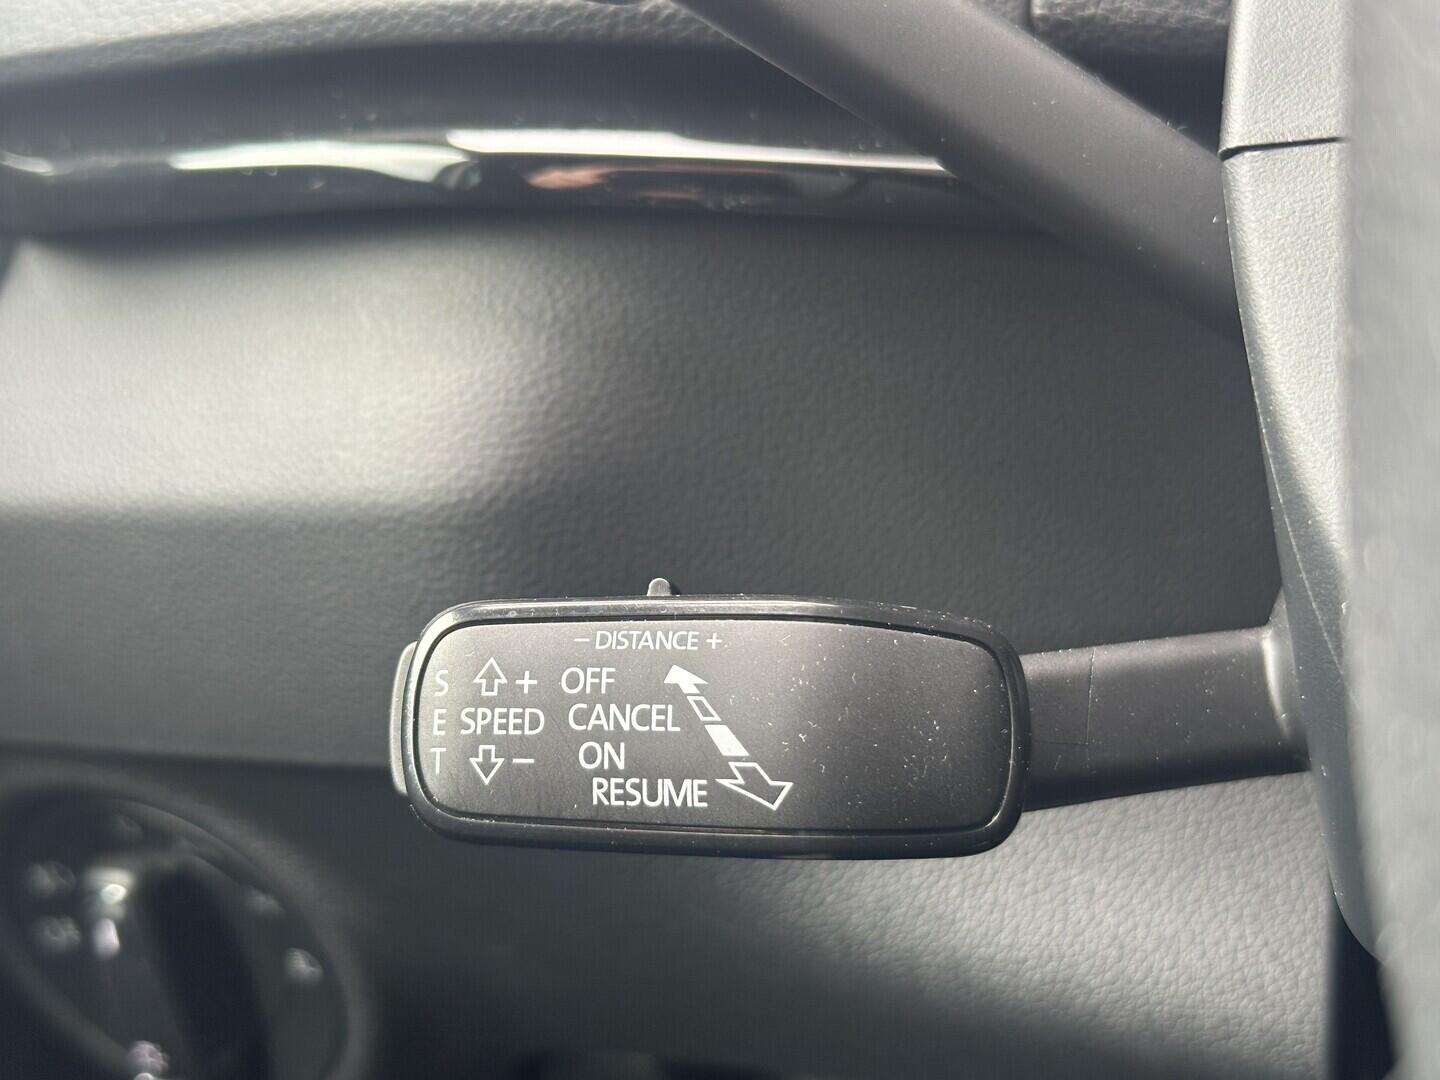 − DISTANCE +
S + OFF
E SPEED CANCEL
T − ON
RESUME